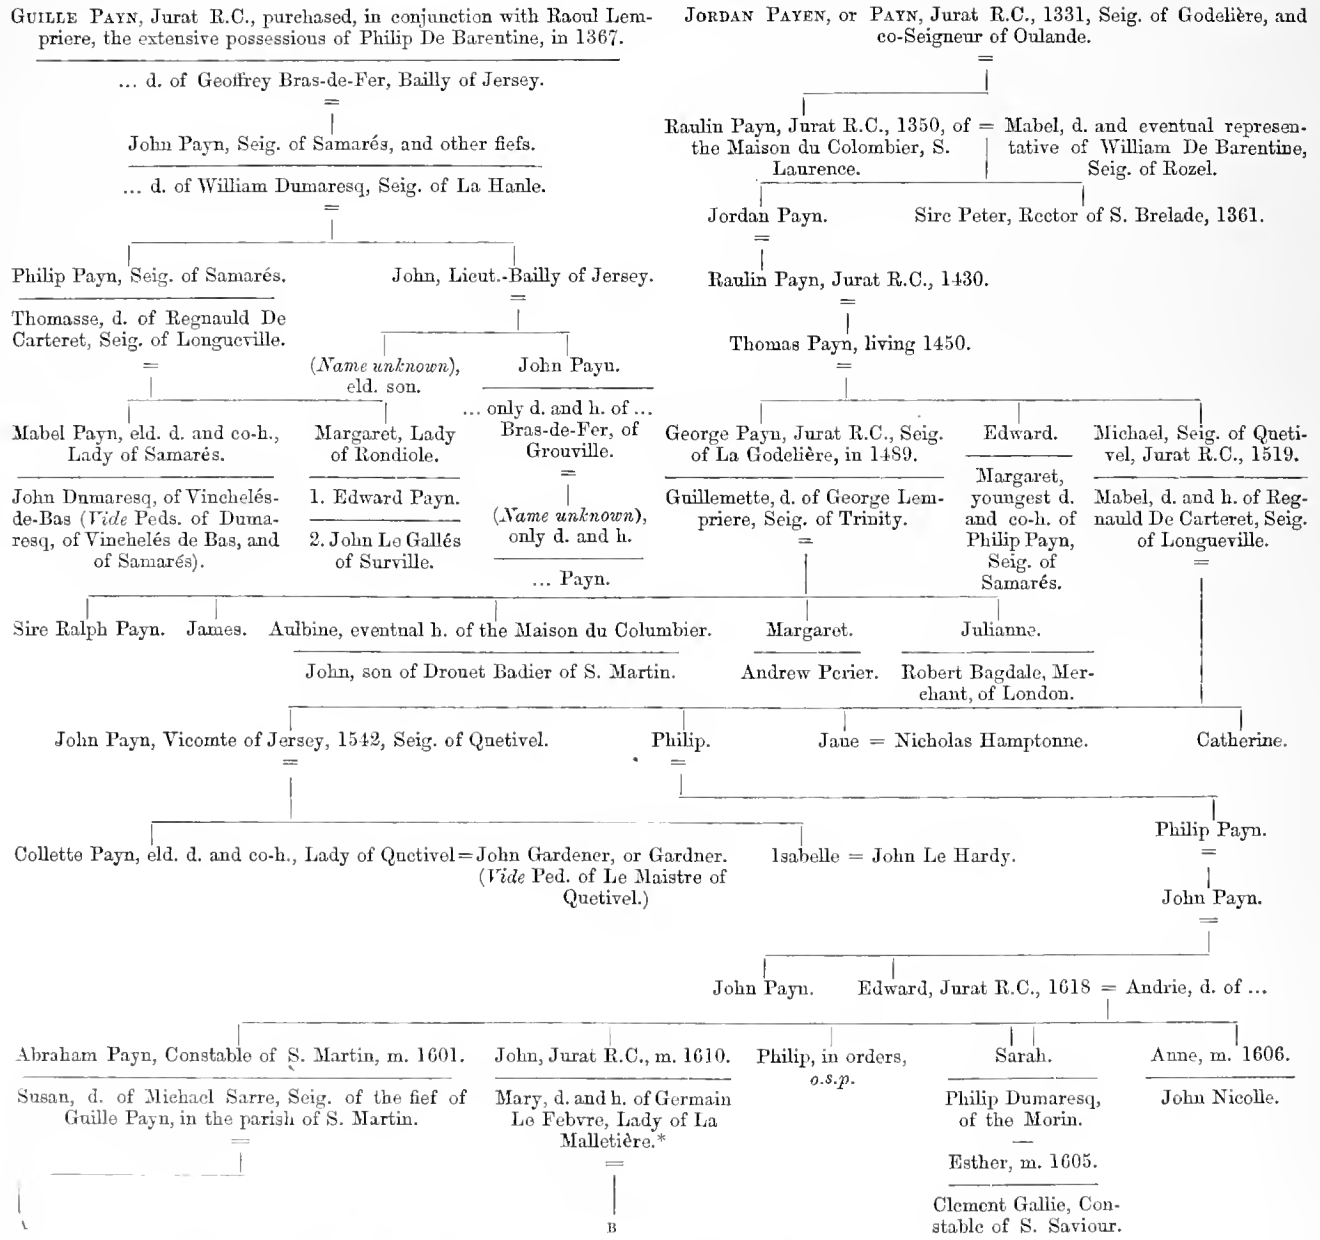 GUILLE PAYN, Jurat R.C., purchased, in conjunction with Raoul Lem-
priere, the extensive possessions of Philip De Barentine, in 1367.
... d. of Geoffrey Bras-de-Fer, Bailly of Jersey.
=
John Payn, Seig. of Samarés, and other fiefs.
... d. of William Dumaresq, Seig. of La Hanle.
=
JORDAN PAYEN, or PAYN, Jurat R.C., 1331, Seig. of Godelière, and
co-Seigneur of Oulande.
=
Raulin Payn, Jurat R.C., 1350, of
the Maison du Colombier, S.
Laurence.
= Mabel, d. and eventual represen-
tative of William De Barentine,
Seig. of Rozel.
Jordan Payn.
=
Sire Peter, Rector of S. Brelade, 1361.
Raulin Payn, Jurat R.C., 1430.
=
Thomas Payn, living 1450.
=
Philip Payn, Seig. of Samarés.
Thomasse, d. of Regnauld De
Carteret, Seig. of Longueville.
=
John, Lieut.-Bailly of Jersey.
=
(Name unknown),
eld. son.
John Payn.
... only d. and h. of ...
Bras-de-Fer, of
Grouville.
=
(Name unknown),
only d. and h.
... Payn.
Mabel Payn, eld. d. and co-h.,
Lady of Samarés.
John Dumaresq, of Vinchelés-
de-Bas (Vide Peds. of Duma-
resq, of Vinchelés de Bas, and
of Samarés).
Margaret, Lady
of Rondiole.
1. Edward Payn.
2. John Le Gallés
of Surville.
George Payn, Jurat R.C., Seig.
of La Godelière, in 1489.
Guillemette, d. of George Lem-
priere, Seig. of Trinity.
=
Edward.
Margaret,
youngest d.
and co-h. of
Philip Payn,
Seig. of
Samarés.
Michael, Seig. of Queti-
vel, Jurat R.C., 1519.
Mabel, d. and h. of Reg-
nauld De Carteret, Seig.
of Longueville.
=
Sire Ralph Payn.
James.
Aulbine, eventual h. of the Maison du Columbier.
John, son of Drouet Badier of S. Martin.
Margaret.
Andrew Perier.
Julianne.
Robert Bagdale, Mer-
chant, of London.
John Payn, Vicomte of Jersey, 1542, Seig. of Quetivel.
=
Philip.
=
Jane = Nicholas Hamptonne.
Catherine.
Collette Payn, eld. d. and co-h., Lady of Quetivel = John Gardener, or Gardner.
(Vide Ped. of Le Maistre of
Quetivel.)
Isabelle = John Le Hardy.
Philip Payn.
=
John Payn.
=
John Payn.
Edward, Jurat R.C., 1618 = Andrie, d. of ...
Abraham Payn, Constable of S. Martin, m. 1601.
Susan, d. of Michael Sarre, Seig. of the fief of
Guille Payn, in the parish of S. Martin.
=
A
John, Jurat R.C., m. 1610.
Mary, d. and h. of Germain
Le Febvre, Lady of La
Malletière.*
=
B
Philip, in orders,
o.s.p.
Sarah.
Philip Dumaresq,
of the Morin.
—
Esther, m. 1605.
Clement Gallie, Con-
stable of S. Saviour.
Anne, m. 1606.
John Nicolle.